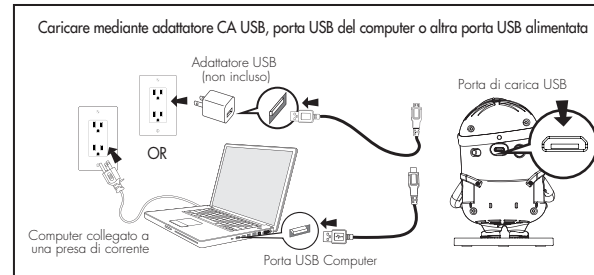 Caricare mediante adattatore CA USB, porta USB del computer o altra porta USB alimentata
Adattatore USB
(non incluso)
Porta di carica USB
OR
Computer collegato a
una presa di corrente
Porta USB Computer